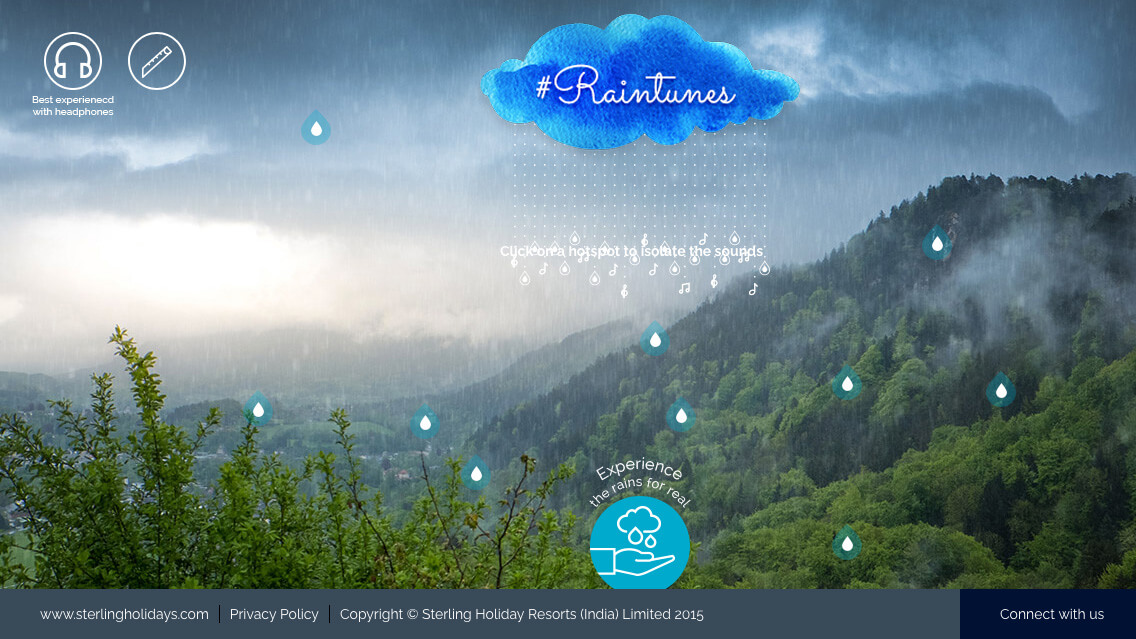 #Raintunes
Best experienecd
with headphones
Click on a hotspot to isolate the sounds
Experience
the rains for real
www.sterlingholidays.com
Privacy Policy
Copyright © Sterling Holiday Resorts (India) Limited 2015
Connect with us